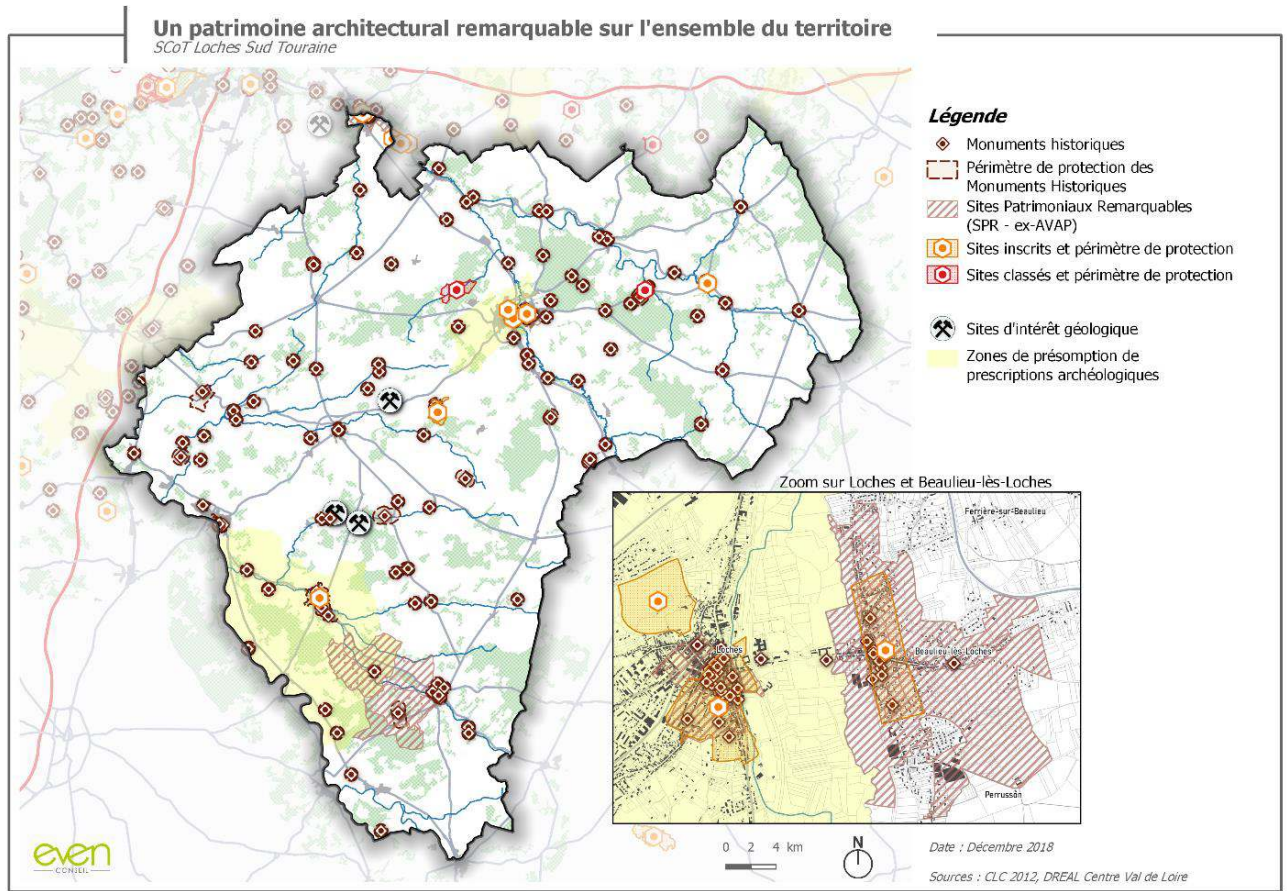 Un patrimoine architectural remarquable sur l'ensemble du territoire
SCoT Loches Sud Touraine
Légende
Monuments historiques
Périmètre de protection des
Monuments Historiques
Sites Patrimoniaux Remarquables
(SPR - ex-AVAP)
Sites inscrits et périmètre de protection
Sites classés et périmètre de protection
Sites d'intérêt géologique
Zones de présomption de
prescriptions archéologiques
Zoom sur Loches et Beaulieu-lès-Loches
Ferrière-sur-Beaulieu
Loches
Beaulieu-lès-Loches
Perrusson
even
CONSEIL
0 2 4 km
N
Date : Décembre 2018
Sources : CLC 2012, DREAL Centre Val de Loire